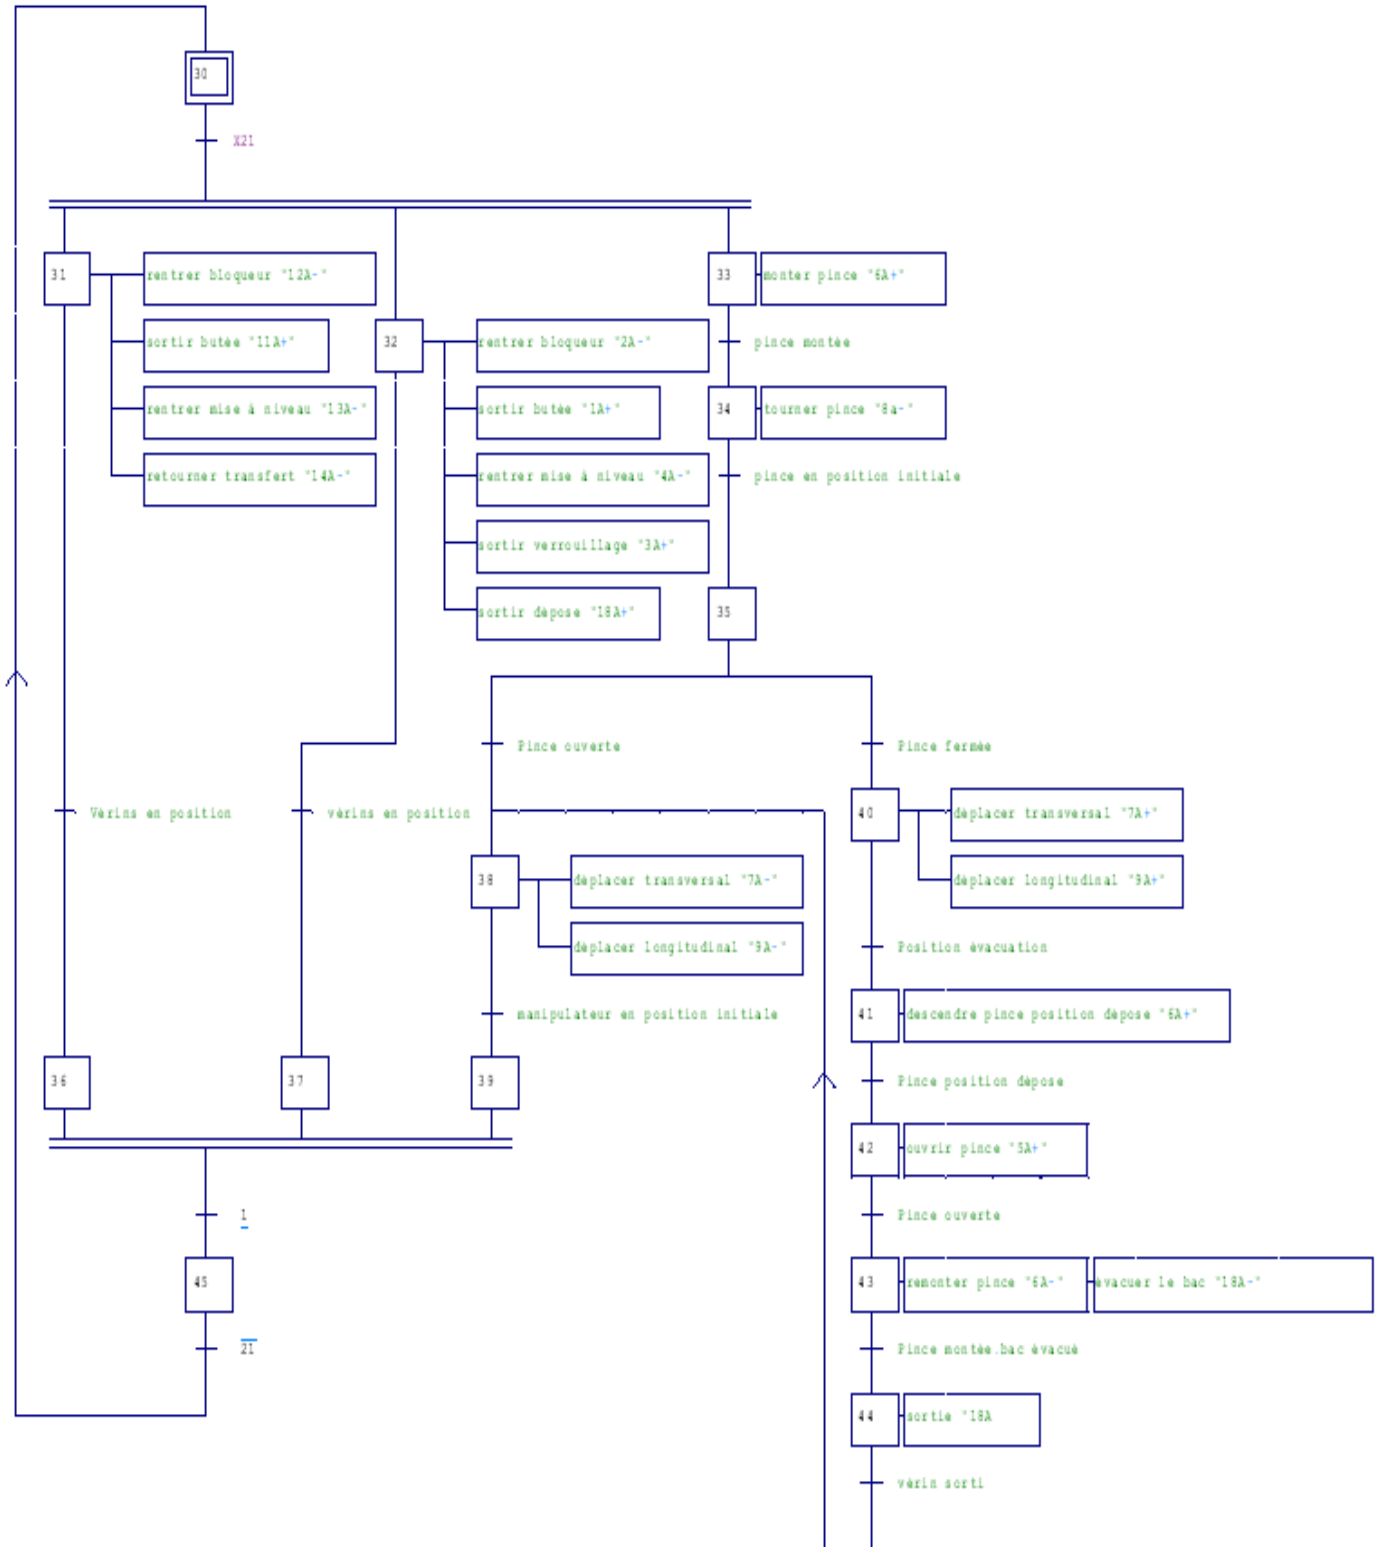 30
X21
31
rentrer bloqueur "12A-"
33
monter pince "6A+"
sortir butée "11A+"
32
rentrer bloqueur "2A-"
pince montée
rentrer mise à niveau "13A-"
sortir butée "1A+"
34
tourner pince "8a-"
retourner transfert "14A-"
rentrer mise à niveau "4A-"
pince en position initiale
sortir verrouillage "3A+"
sortir dépose "18A+"
35
Pince ouverte
Pince fermée
Vérins en position
vérins en position
40
déplacer transversal "7A+"
38
déplacer transversal "7A-"
déplacer longitudinal "9A+"
déplacer longitudinal "9A-"
Position évacuation
manipulateur en position initiale
41
descendre pince position dépose "6A+"
36
37
39
Pince position dépose
42
ouvrir pince "5A+"
1
Pince ouverte
45
43
remonter pince "6A-"
évacuer le bac "18A-"
21
Pince montée.bac évacué
44
sortie "18A
vérin sorti